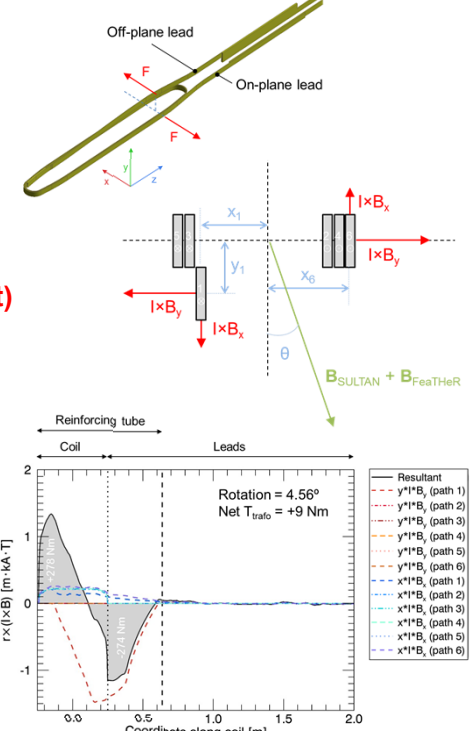 Off-plane lead
On-plane lead
F
F
y
x
z
x1
I×Bx
I×By
y1
x6
t)
I×By
I×Bx
θ
BSULTAN + BFeaTHeR
Reinforcing tube
Coil
Leads
Rotation = 4.56º
Net Ttrafo = +9 Nm
+278 Nm
-274 Nm
r×(I×B) [m·kA·T]
2
1
0
-1
0.0
0.5
1.0
1.5
2.0
Coordinate along coil [m]
Resultant
y*I*By (path 1)
y*I*By (path 2)
y*I*By (path 3)
y*I*By (path 4)
y*I*By (path 5)
y*I*By (path 6)
x*I*Bx (path 1)
x*I*Bx (path 2)
x*I*Bx (path 3)
x*I*Bx (path 4)
x*I*Bx (path 5)
x*I*Bx (path 6)